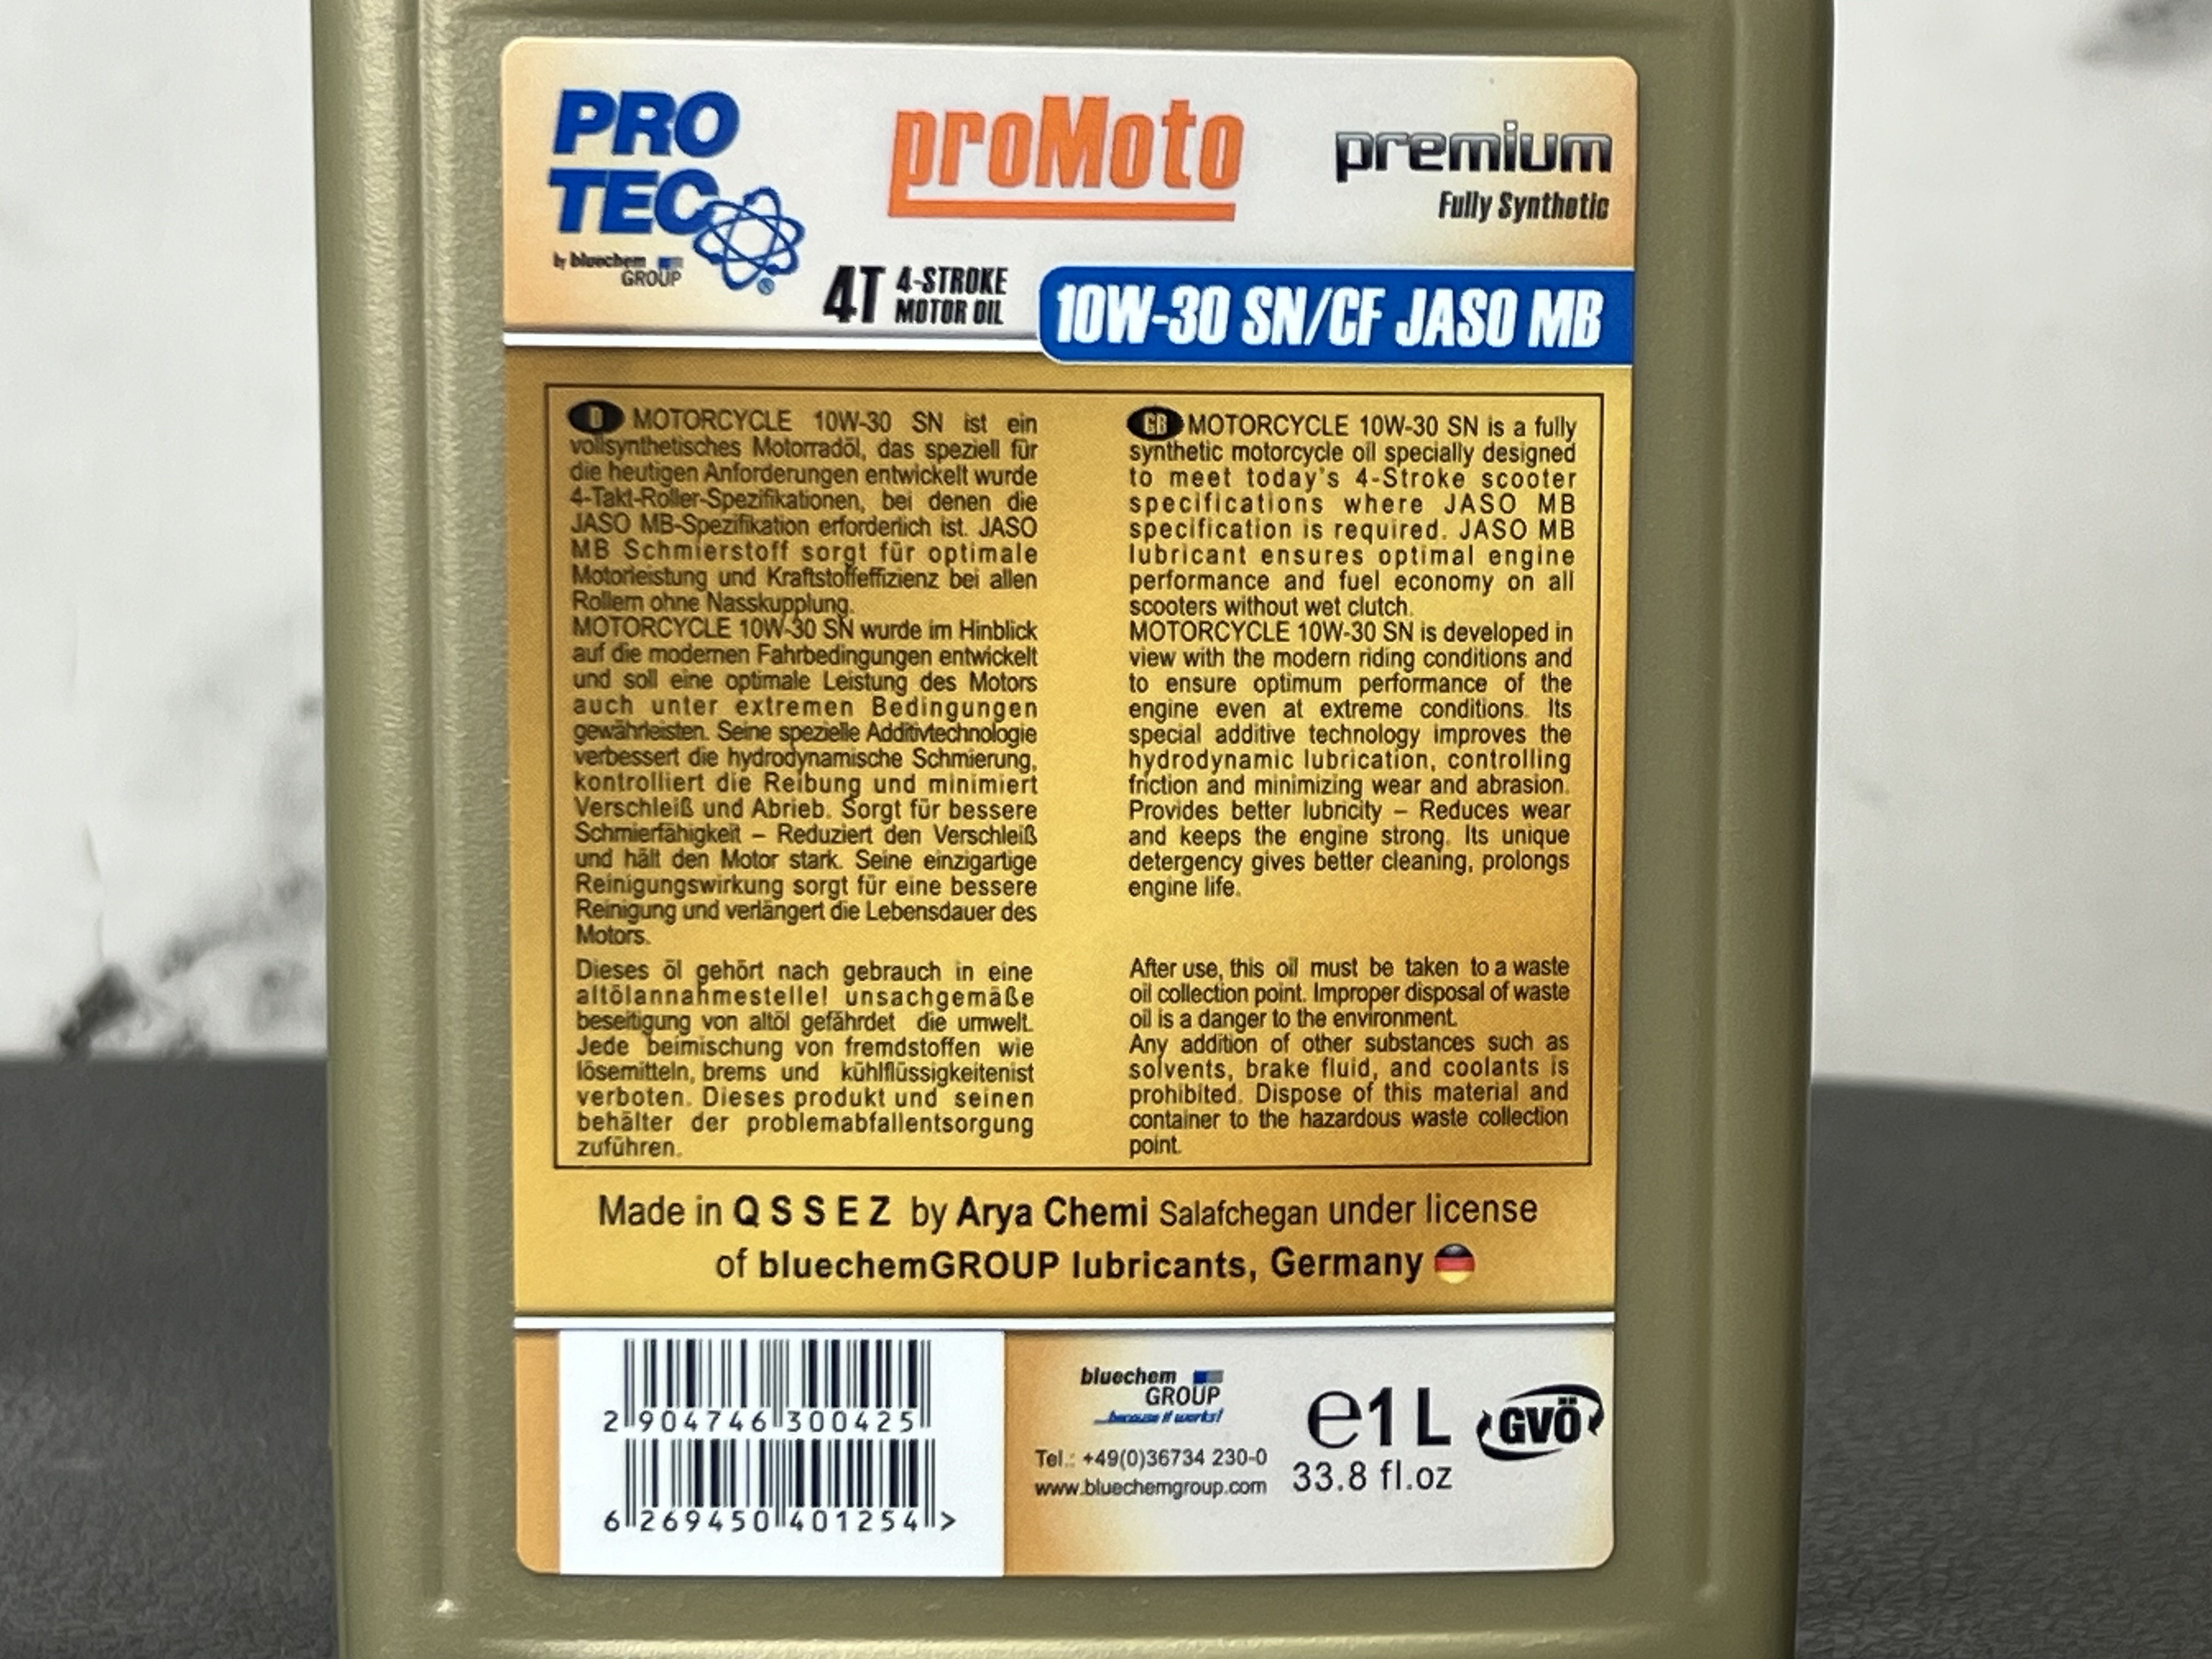 PRO
TEC
by bluechem
GROUP
proMoto
premium
Fully Synthetic
4T 4-STROKE
MOTOR OIL
10W-30 SN/CF JASO MB
D MOTORCYCLE 10W-30 SN ist ein
vollsynthetisches Motorradöl, das speziell für
die heutigen Anforderungen entwickelt wurde
4-Takt-Roller-Spezifikationen, bei denen die
JASO MB-Spezifikation erforderlich ist. JASO
MB Schmierstoff sorgt für optimale
Motorleistung und Kraftstoffeffizienz bei allen
Rollern ohne Nasskupplung.
MOTORCYCLE 10W-30 SN wurde im Hinblick
auf die modernen Fahrbedingungen entwickelt
und soll eine optimale Leistung des Motors
auch unter extremen Bedingungen
gewährleisten. Seine spezielle Additivtechnologie
verbessert die hydrodynamische Schmierung,
kontrolliert die Reibung und minimiert
Verschleiß und Abrieb. Sorgt für bessere
Schmierfähigkeit – Reduziert den Verschleiß
und hält den Motor stark. Seine einzigartige
Reinigungswirkung sorgt für eine bessere
Reinigung und verlängert die Lebensdauer des
Motors.
Dieses öl gehört nach gebrauch in eine
altölannahmestelle! unsachgemäße
beseitigung von altöl gefährdet die umwelt.
Jede beimischung von fremdstoffen wie
lösemitteln, brems und kühlflüssigkeitenist
verboten. Dieses produkt und seinen
behälter der problemabfallentsorgung
zuführen.
GB MOTORCYCLE 10W-30 SN is a fully
synthetic motorcycle oil specially designed
to meet today's 4-Stroke scooter
specifications where JASO MB
specification is required. JASO MB
lubricant ensures optimal engine
performance and fuel economy on all
scooters without wet clutch.
MOTORCYCLE 10W-30 SN is developed in
view with the modern riding conditions and
to ensure optimum performance of the
engine even at extreme conditions. Its
special additive technology improves the
hydrodynamic lubrication, controlling
friction and minimizing wear and abrasion.
Provides better lubricity – Reduces wear
and keeps the engine strong. Its unique
detergency gives better cleaning, prolongs
engine life.
After use, this oil must be taken to a waste
oil collection point. Improper disposal of waste
oil is a danger to the environment.
Any addition of other substances such as
solvents, brake fluid, and coolants is
prohibited. Dispose of this material and
container to the hazardous waste collection
point.
Made in Q S S E Z by Arya Chemi Salafchegan under license
of bluechemGROUP lubricants, Germany
2 904746 300425
6 269450 401254 >
bluechem
GROUP
...because it works!
Tel.: +49(0)36734 230-0
www.bluechemgroup.com
e1 L
33.8 fl.oz
GVÖ